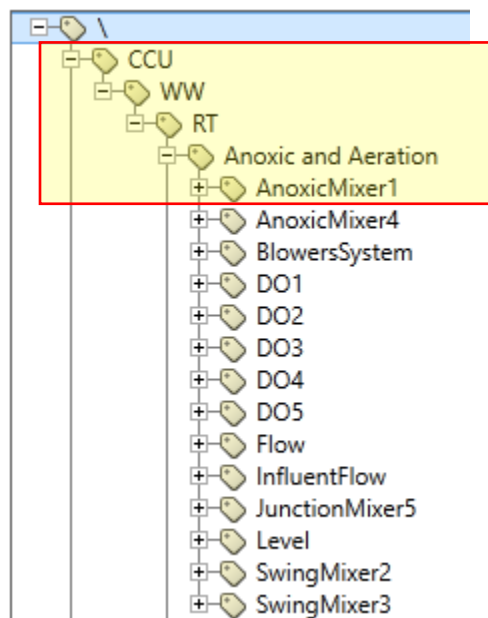 \
CCU
WW
RT
Anoxic and Aeration
AnoxicMixer1
AnoxicMixer4
BlowersSystem
DO1
DO2
DO3
DO4
DO5
Flow
InfluentFlow
JunctionMixer5
Level
SwingMixer2
SwingMixer3